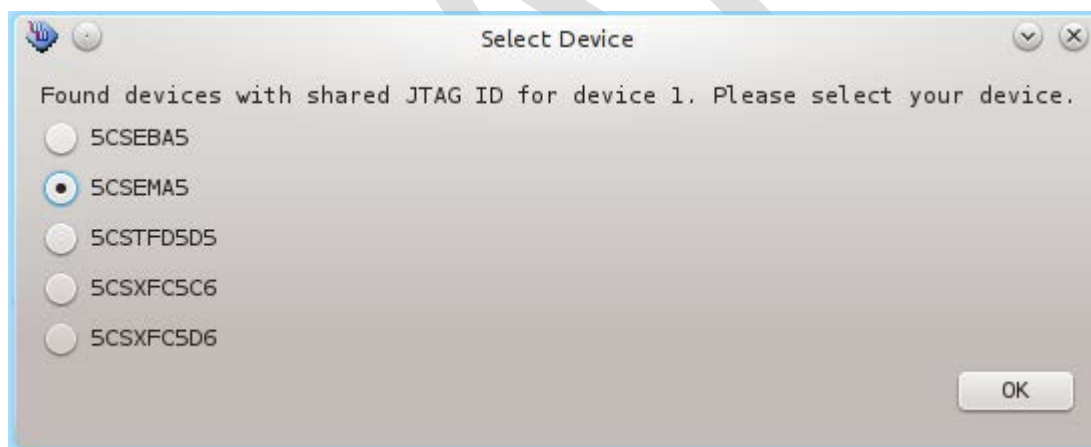 Select Device
Found devices with shared JTAG ID for device 1. Please select your device.
5CSEBA5
5CSEMA5
5CSTFD5D5
5CSXFC5C6
5CSXFC5D6
OK